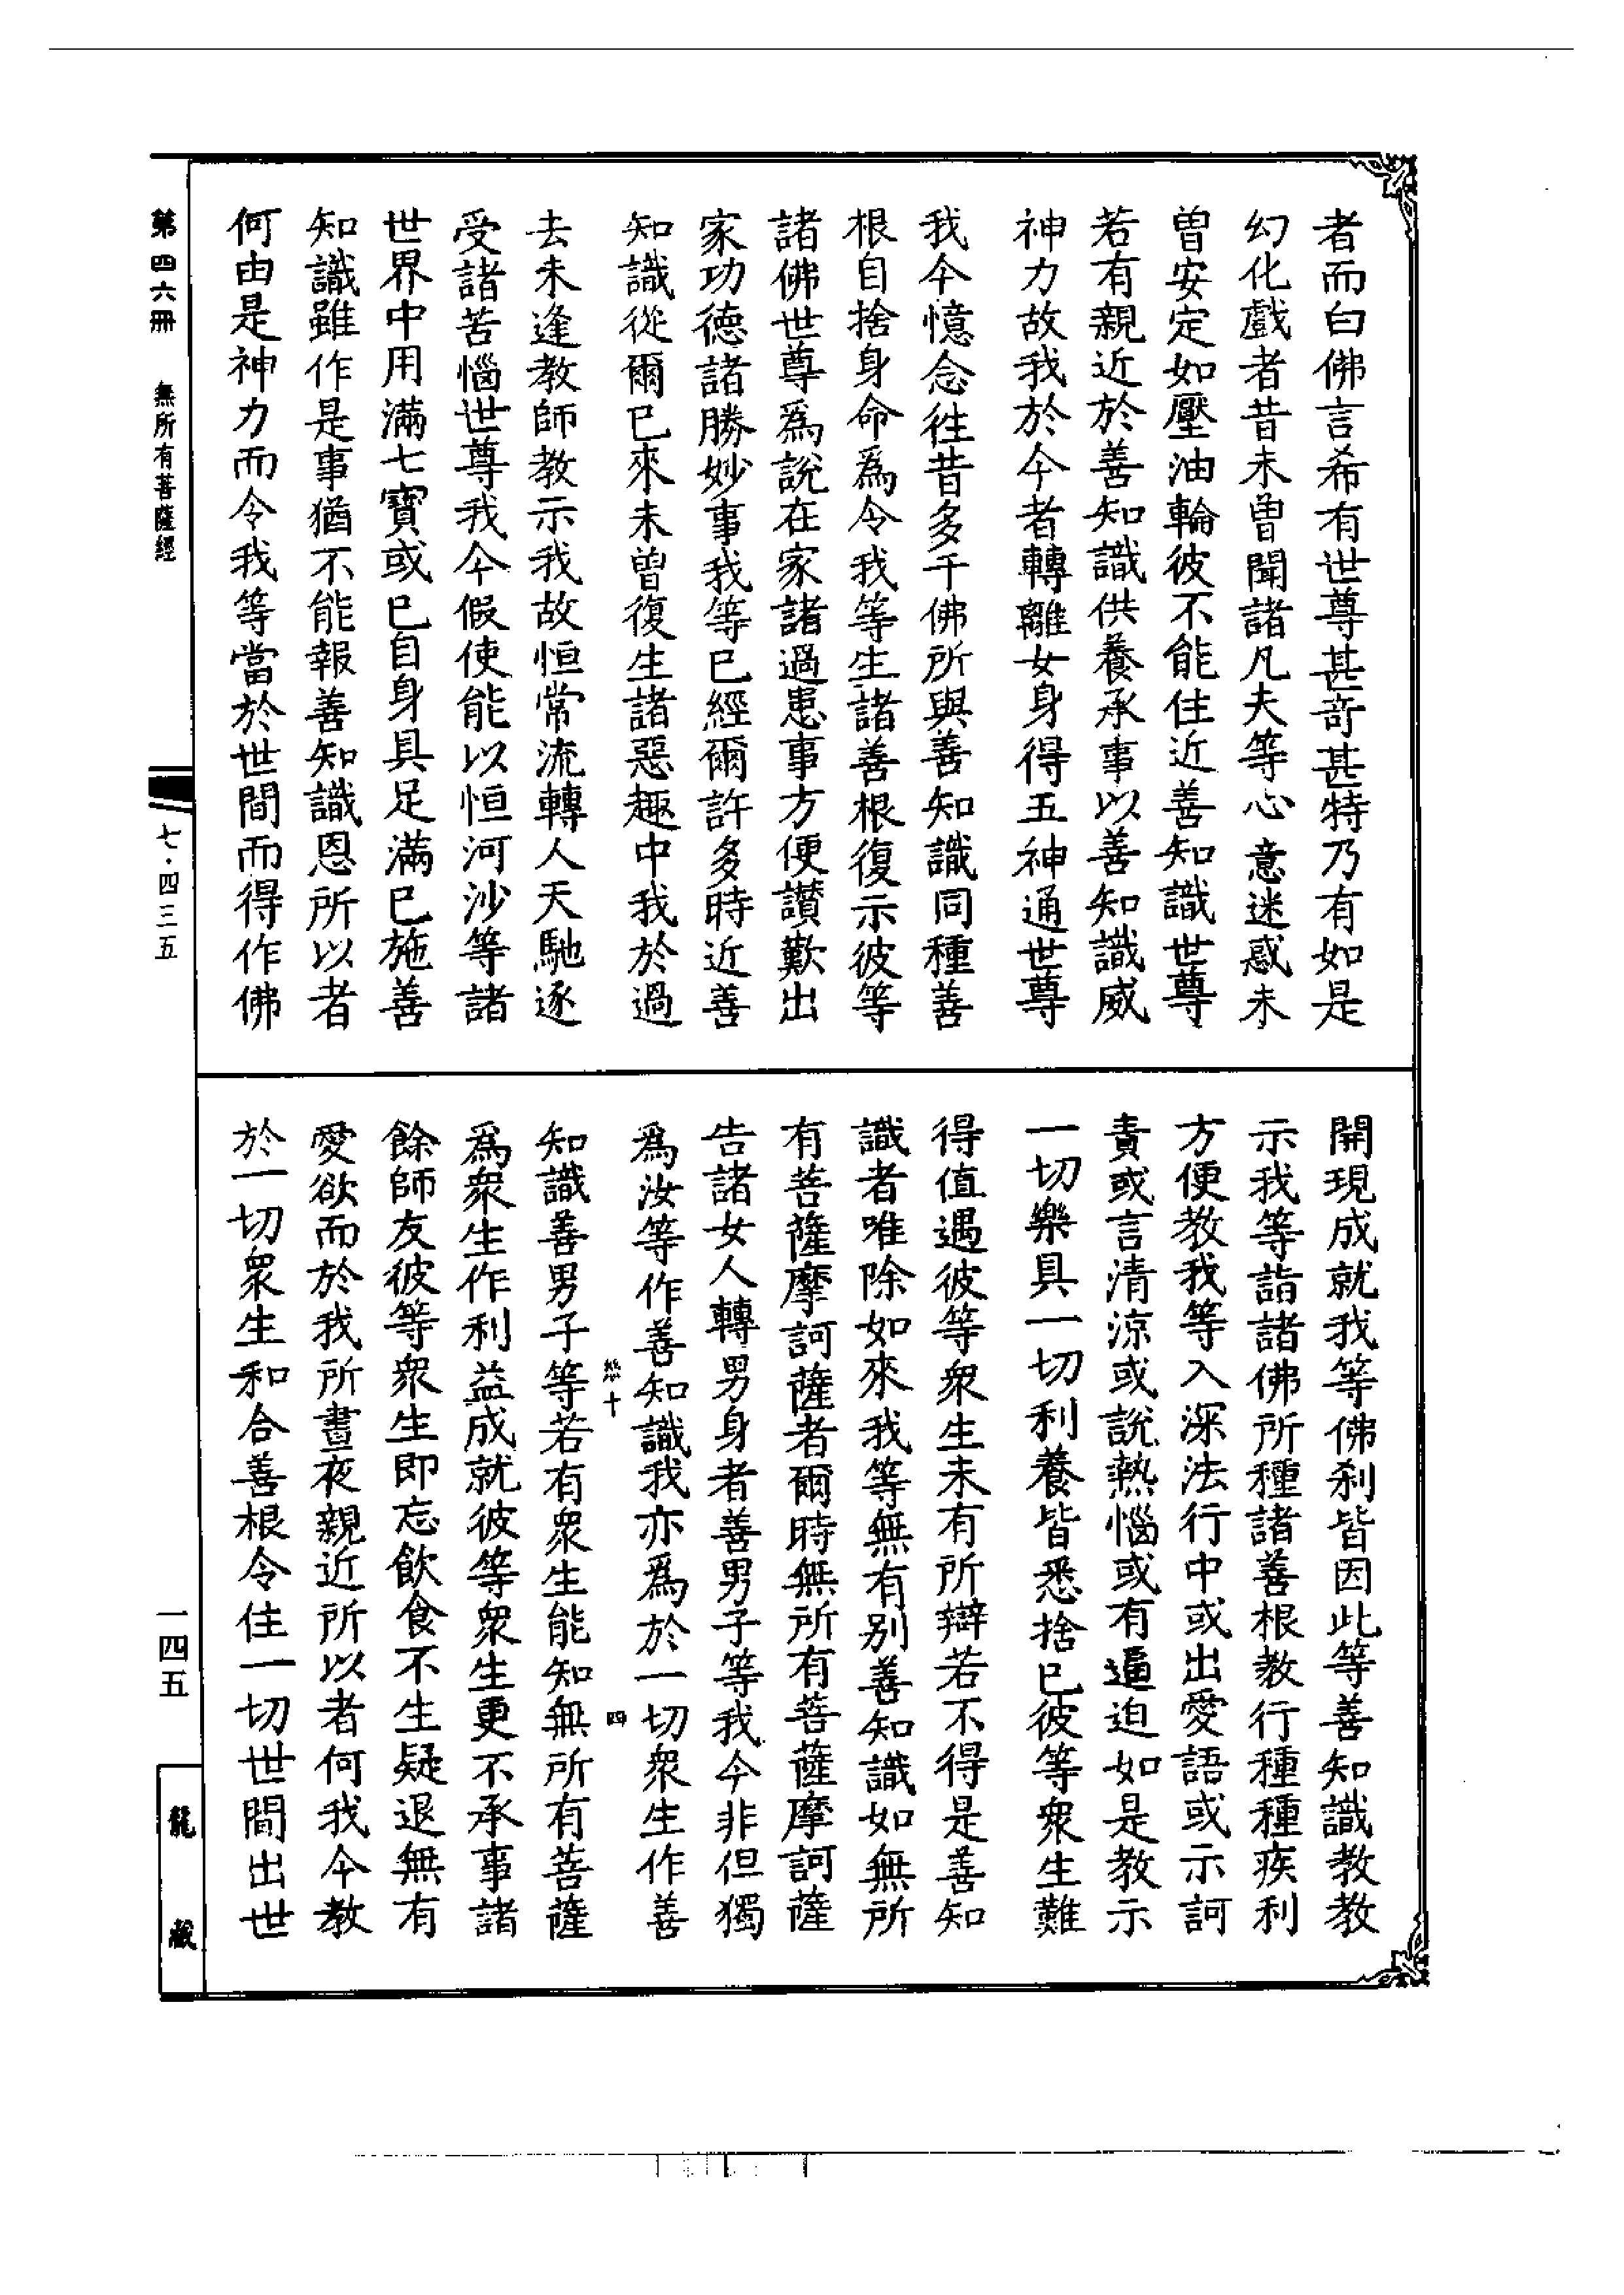 者而白佛言希有世尊甚奇甚特乃有如是
幻化戲者昔未曾聞諸凡夫等心意迷惑未
曾安定如壓油輪彼不能住近善知識世尊
若有親近於善知識供養承事以善知識威
神力故我於今者轉離女身得五神通世尊
我今憶念往昔多千佛所與善知識同種善
根自捨身命爲令我等生諸善根復示彼等
諸佛世尊爲說在家諸過患事方便讃歎出
家功德諸勝妙事我等已經爾許多時近善
知識從爾已來未曾復生諸惡趣中我於過
去未逢教師教示我故恒常流轉人天馳逐
受諸苦惱世尊我今假使能以恒河沙等諸
世界中用滿七寶或已自身具足滿已施善
知識雖作是事猶不能報善知識恩所以者
何由是神力而令我等當於世間而得作佛
開現成就我等佛刹皆因此等善知識教教
示我等詣諸佛所種諸善根教行種種疾利
方便教我等入深法行中或出愛語或示訶
責或言清涼或說熱惱或有逼迫如是教示
一切樂具一切利養皆悉捨已彼等衆生難
得值遇彼等衆生未有所辯若不得是善知
識者唯除如來我等無有别善知識如無所
有菩薩摩訶薩者爾時無所有菩薩摩訶薩
告諸女人轉男身者善男子等我今非但獨
爲汝等作善知識我亦爲於一切衆生作善
知識善男子等若有衆生能知無所有菩薩
爲衆生作利益成就彼等衆生更不承事諸
餘師友彼等衆生即忘飲食不生疑退無有
愛欲而於我所晝夜親近所以者何我今教
於一切衆生和合善根令住一切世間出世
第四六冊 無所有菩薩經
七·四三五
一四五
龍藏
十
四